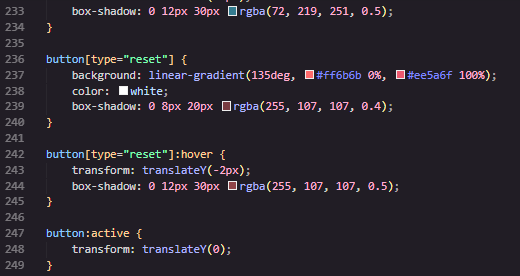 233 box-shadow: 0 12px 30px rgba(72, 219, 251, 0.5);
234 }
235
236 button[type="reset"] {
237 background: linear-gradient(135deg, #ff6b6b 0%, #ee5a6f 100%);
238 color: white;
239 box-shadow: 0 8px 20px rgba(255, 107, 107, 0.4);
240 }
241
242 button[type="reset"]:hover {
243 transform: translateY(-2px);
244 box-shadow: 0 12px 30px rgba(255, 107, 107, 0.5);
245 }
246
247 button:active {
248 transform: translateY(0);
249 }